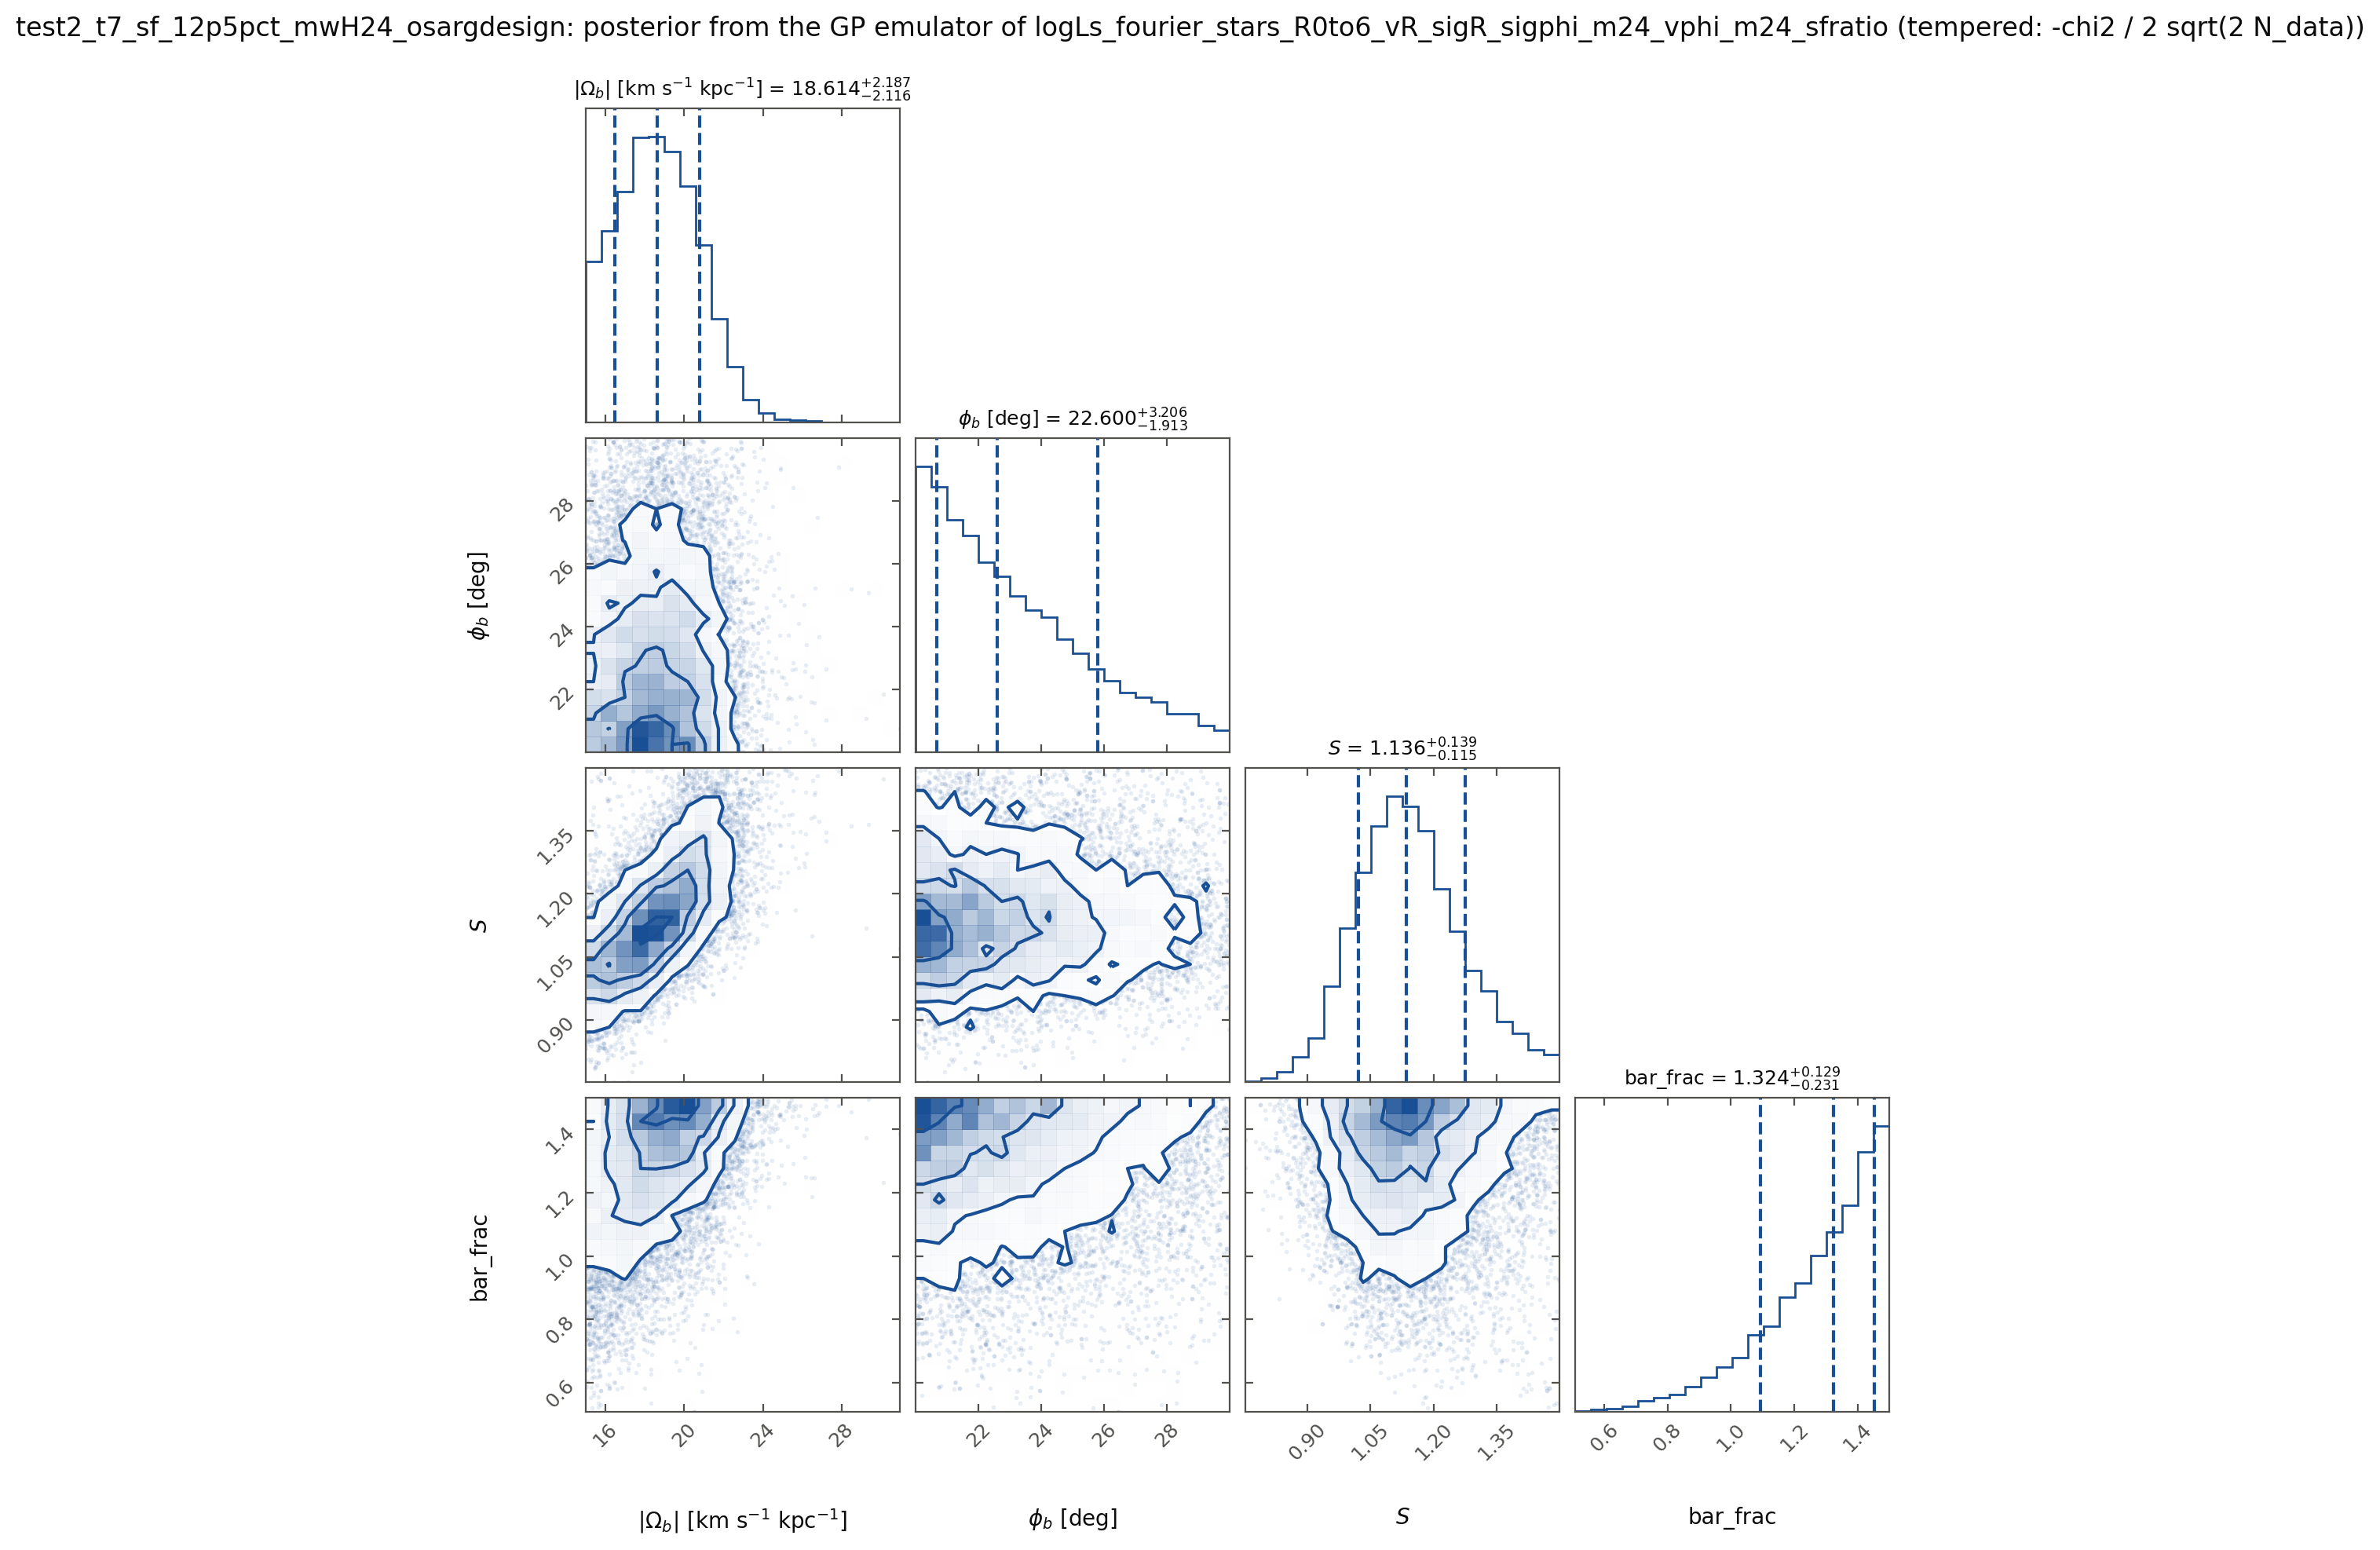 test2_t7_sf_12p5pct_mwH24_osargdesign: posterior from the GP emulator of logLs_fourier_stars_R0to6_vR_sigR_sigphi_m24_vphi_m24_sfratio (tempered: -chi2 / 2 sqrt(2 N_data))
|Ω_b| [km s⁻¹ kpc⁻¹] = 18.614^{+2.187}_{−2.116}
ϕ_b [deg] = 22.600^{+3.206}_{−1.913}
ϕ_b [deg]
28
26
24
22
S = 1.136^{+0.139}_{−0.115}
S
1.35
1.20
1.05
0.90
bar_frac = 1.324^{+0.129}_{−0.231}
bar_frac
1.4
1.2
1.0
0.8
0.6
16 20 24 28 22 24 26 28 0.90 1.05 1.20 1.35 0.6 0.8 1.0 1.2 1.4
|Ω_b| [km s⁻¹ kpc⁻¹] ϕ_b [deg] S bar_frac